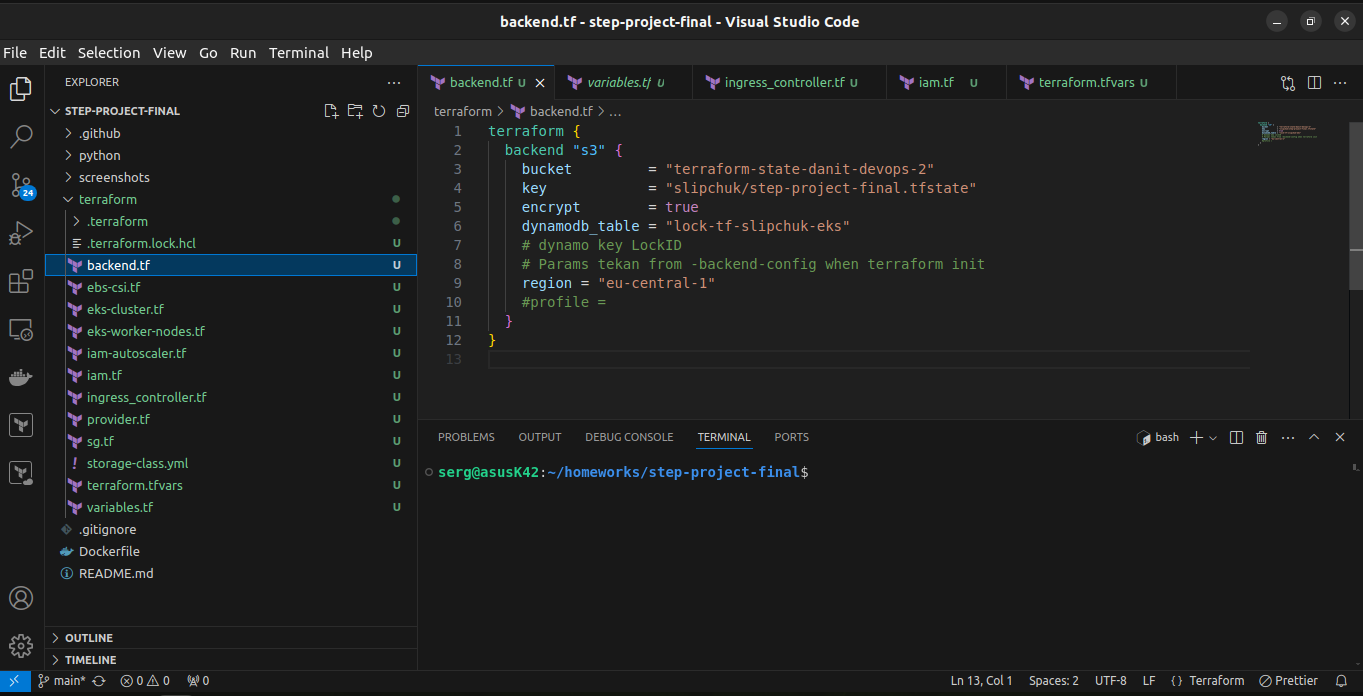 backend.tf - step-project-final - Visual Studio Code
File Edit Selection View Go Run Terminal Help
EXPLORER
STEP-PROJECT-FINAL
.github
python
screenshots
24
terraform
.terraform
.terraform.lock.hcl U
backend.tf U
ebs-csi.tf U
eks-cluster.tf U
eks-worker-nodes.tf U
iam-autoscaler.tf U
iam.tf U
ingress_controller.tf U
provider.tf U
sg.tf U
! storage-class.yml U
terraform.tfvars U
variables.tf U
.gitignore
Dockerfile
README.md
OUTLINE
TIMELINE
backend.tf U variables.tf U ingress_controller.tf U iam.tf U terraform.tfvars U
terraform > backend.tf > ...
1 terraform {
2 backend "s3" {
3 bucket = "terraform-state-danit-devops-2"
4 key = "slipchuk/step-project-final.tfstate"
5 encrypt = true
6 dynamodb_table = "lock-tf-slipchuk-eks"
7 # dynamo key LockID
8 # Params tekan from -backend-config when terraform init
9 region = "eu-central-1"
10 #profile =
11 }
12 }
13
PROBLEMS OUTPUT DEBUG CONSOLE TERMINAL PORTS bash
serg@asusK42:~/homeworks/step-project-final$
main* 0 0 0 Ln 13, Col 1 Spaces: 2 UTF-8 LF {} Terraform Prettier